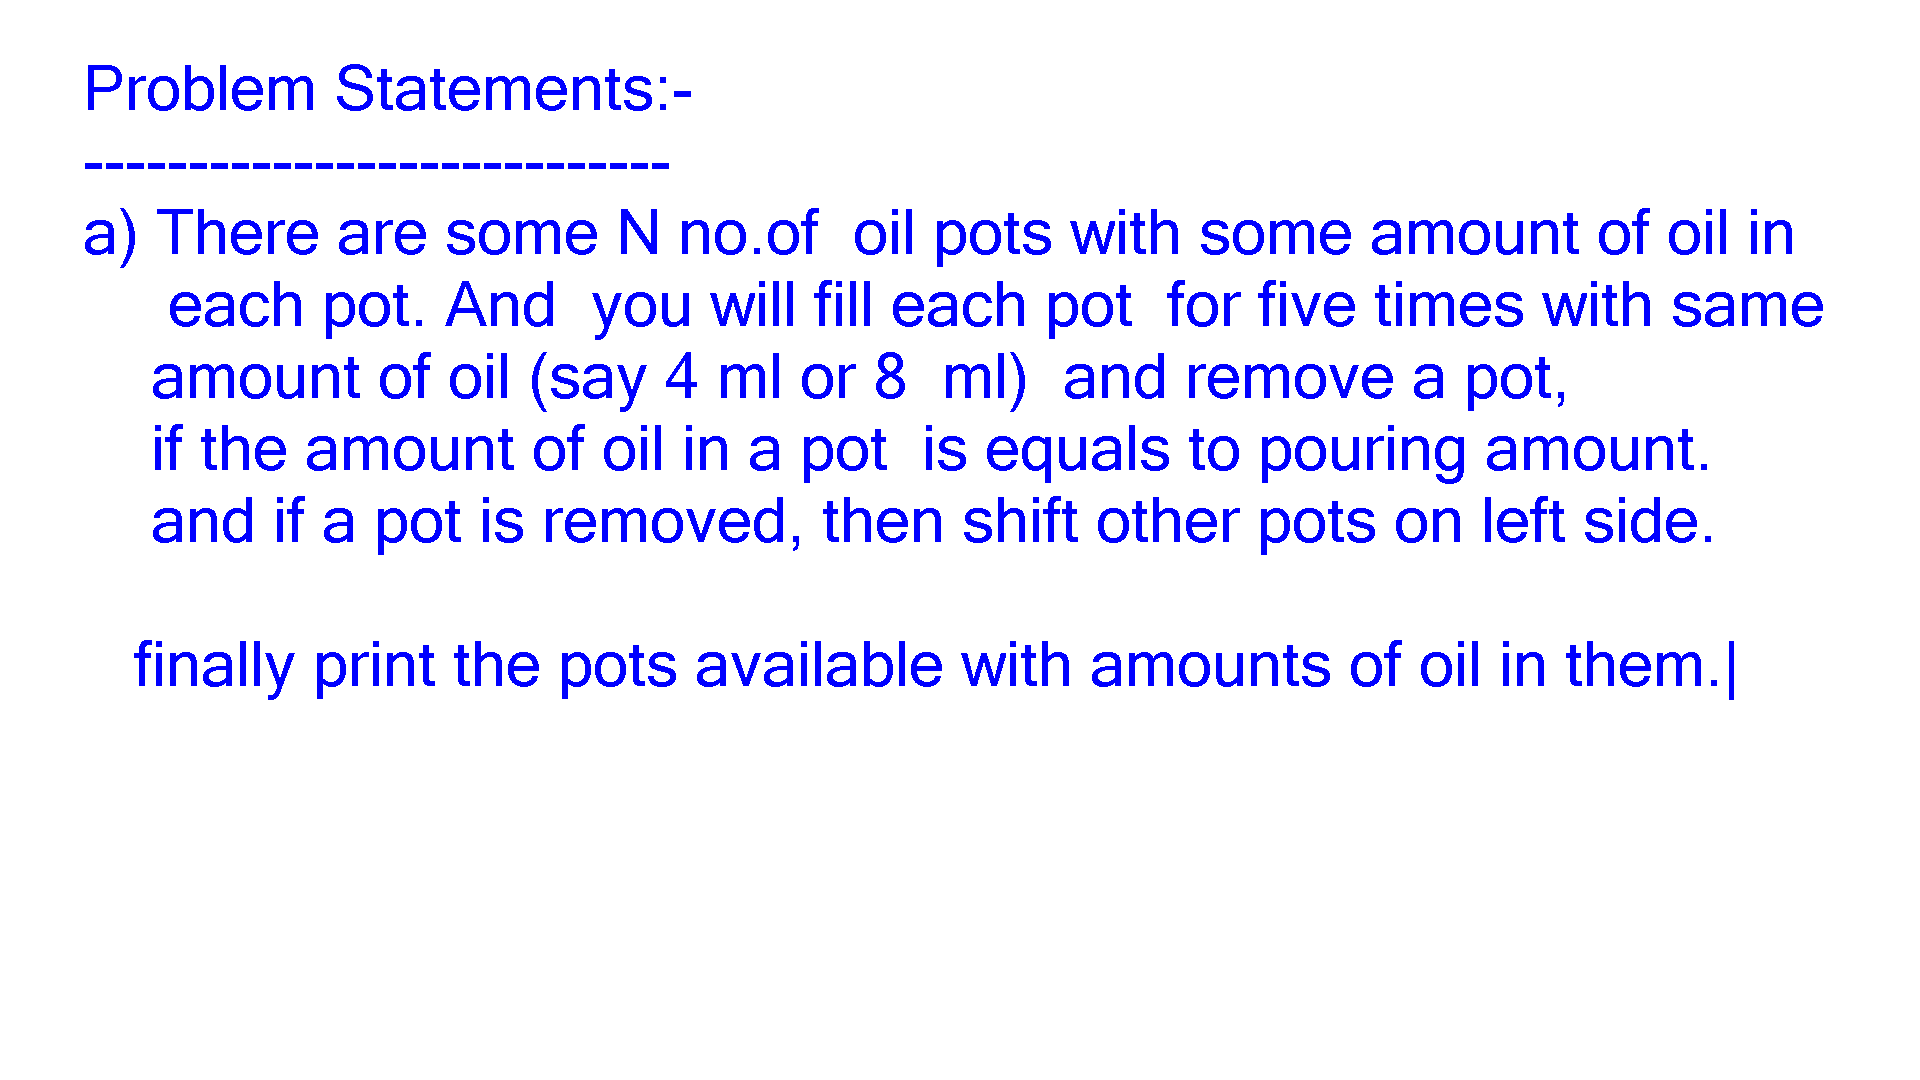 Problem Statements:-
----------------------------
a) There are some N no.of  oil pots with some amount of oil in
each pot. And  you will fill each pot  for five times with same
amount of oil (say 4 ml or 8  ml)  and remove a pot,
if the amount of oil in a pot  is equals to pouring amount.
and if a pot is removed, then shift other pots on left side.
finally print the pots available with amounts of oil in them.|